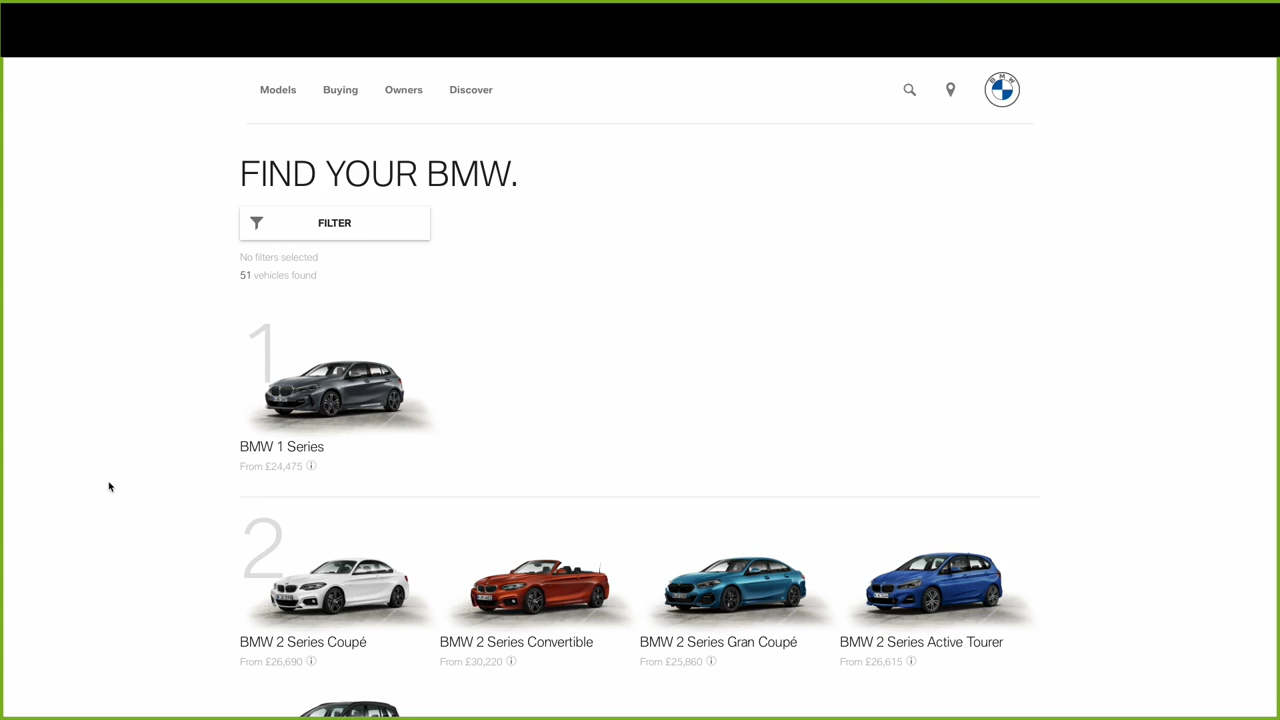 Models Buying Owners Discover
BMW
FIND YOUR BMW.
FILTER
No filters selected
51 vehicles found
1
BMW 1 Series
From £24,475
2
BMW 2 Series Coupé BMW 2 Series Convertible BMW 2 Series Gran Coupé BMW 2 Series Active Tourer
From £26,690 From £30,220 From £25,860 From £26,615